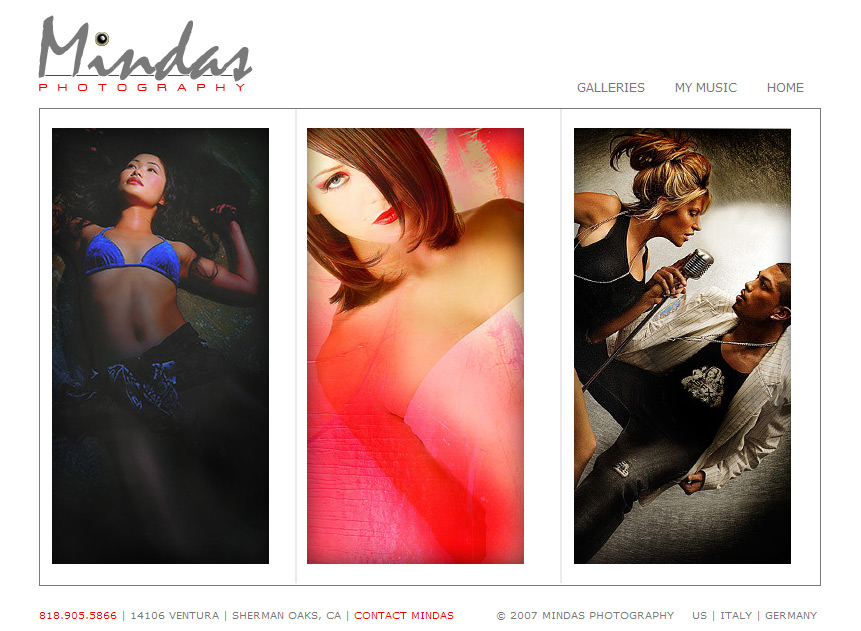 Mindas
PHOTOGRAPHY
GALLERIES MY MUSIC HOME
818.905.5866 | 14106 VENTURA | SHERMAN OAKS, CA | CONTACT MINDAS © 2007 MINDAS PHOTOGRAPHY US | ITALY | GERMANY